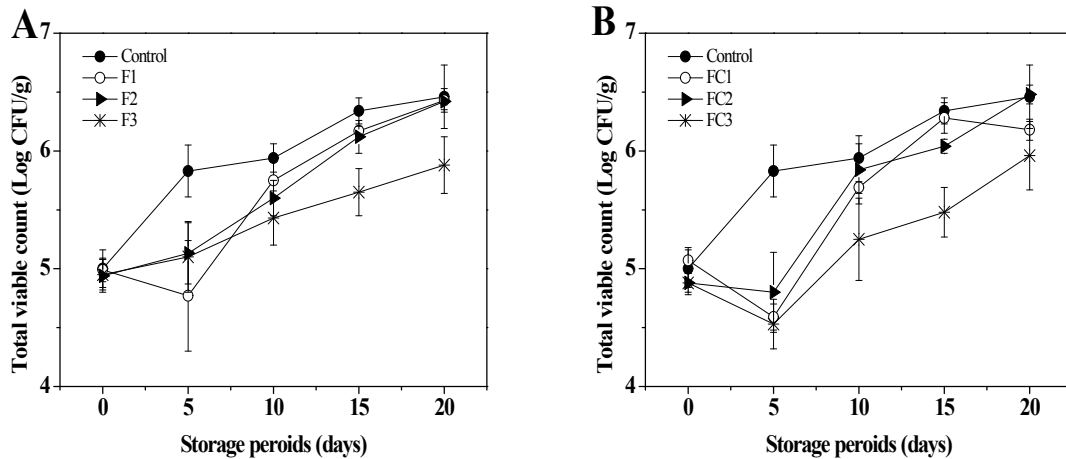 A
Total viable count (Log CFU/g)
7
6
5
4
Control
F1
F2
F3
0 5 10 15 20
Storage peroids (days)
B
Total viable count (Log CFU/g)
7
6
5
4
Control
FC1
FC2
FC3
0 5 10 15 20
Storage peroids (days)